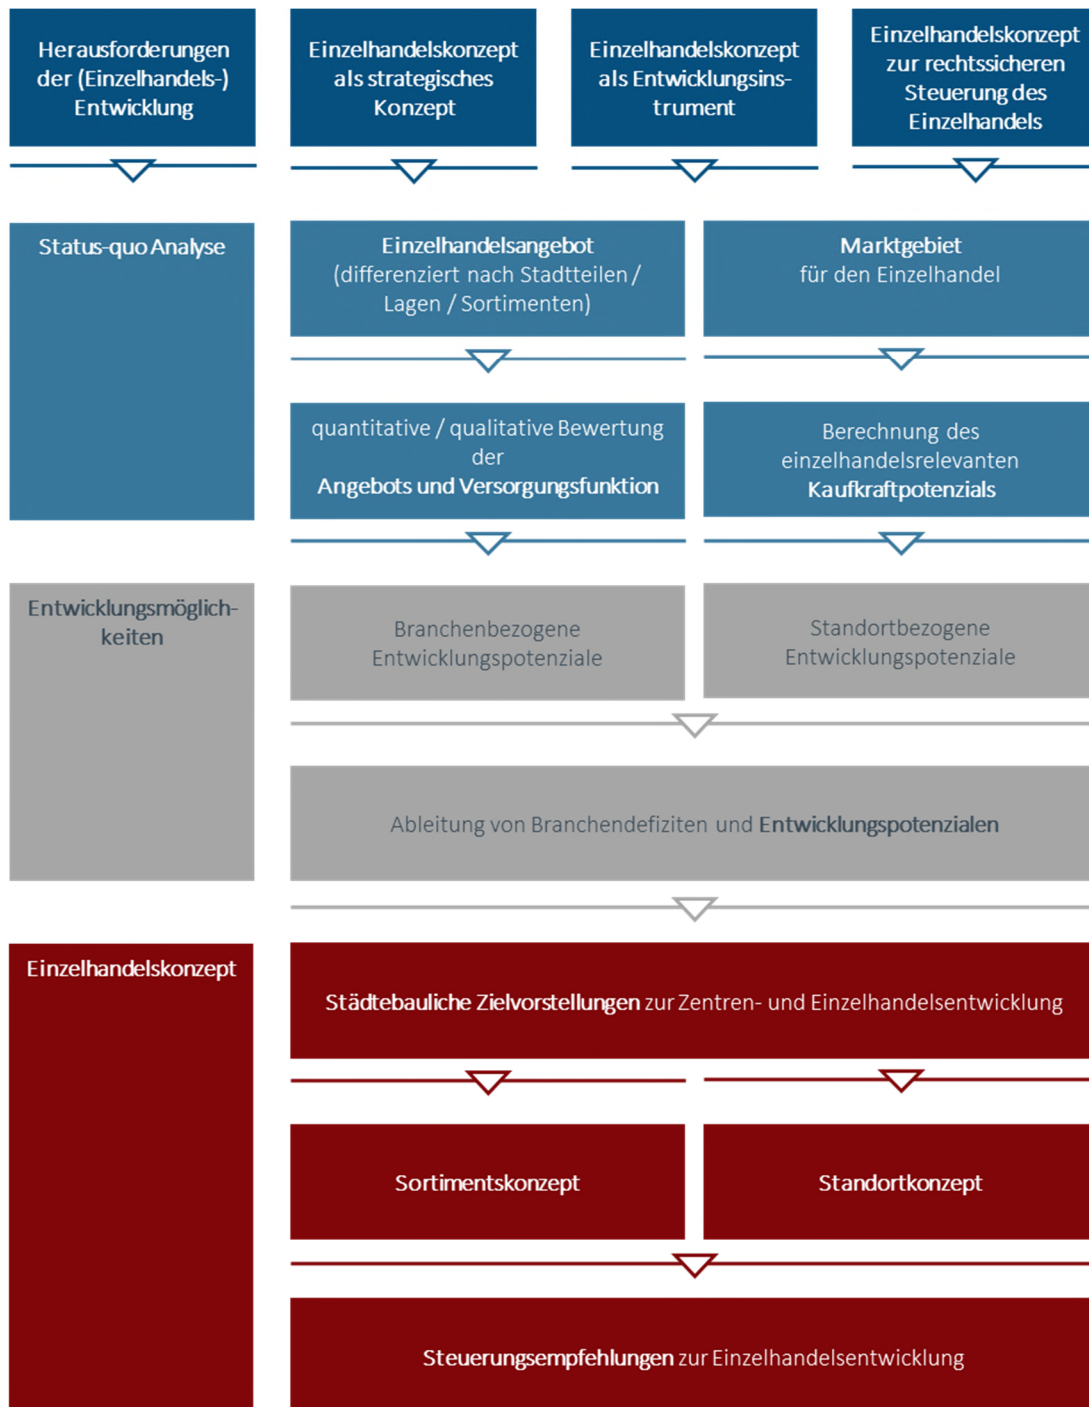 Herausforderungen
der (Einzelhandels-)
Entwicklung
Einzelhandelskonzept
als strategisches
Konzept
Einzelhandelskonzept
als Entwicklungsins-
trument
Einzelhandelskonzept
zur rechtssicheren
Steuerung des
Einzelhandels
Status-quo Analyse
Einzelhandelsangebot
(differenziert nach Stadtteilen /
Lagen / Sortimenten)
Marktgebiet
für den Einzelhandel
quantitative / qualitative Bewertung
der
Angebots und Versorgungsfunktion
Berechnung des
einzelhandelsrelevanten
Kaufkraftpotenzials
Entwicklungsmöglich-
keiten
Branchenbezogene
Entwicklungspotenziale
Standortbezogene
Entwicklungspotenziale
Ableitung von Branchendefiziten und Entwicklungspotenzialen
Einzelhandelskonzept
Städtebauliche Zielvorstellungen zur Zentren- und Einzelhandelsentwicklung
Sortimentskonzept
Standortkonzept
Steuerungsempfehlungen zur Einzelhandelsentwicklung